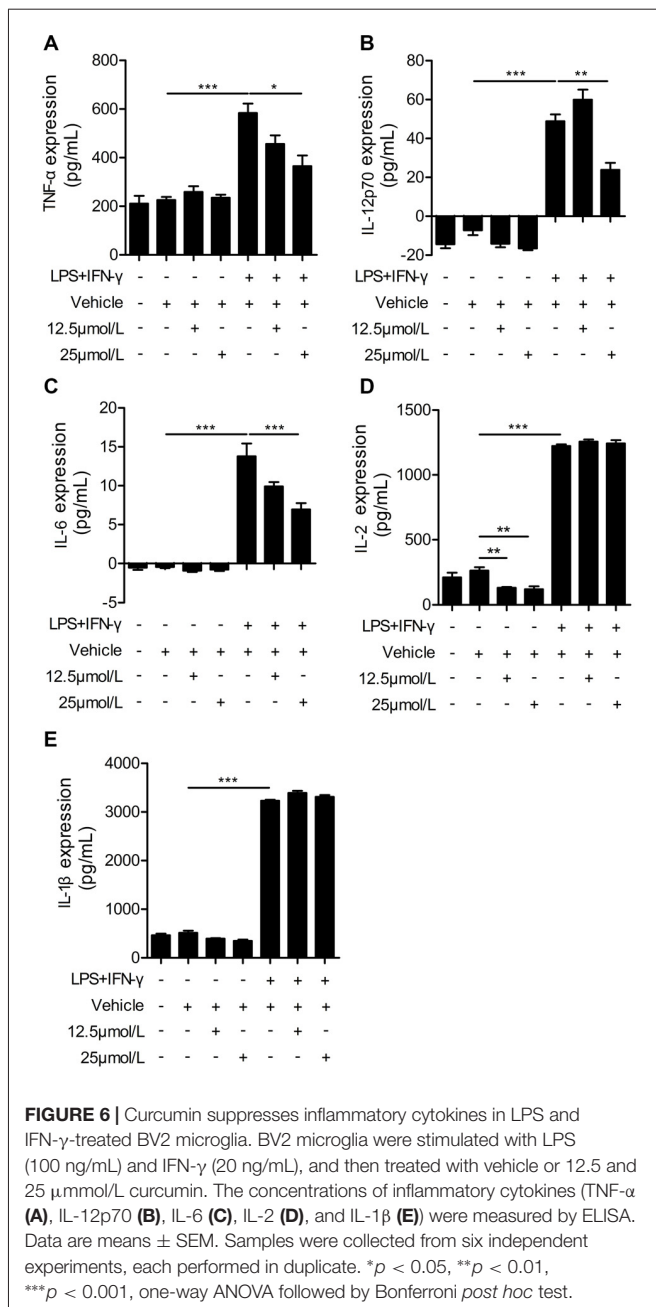 A
TNF-α expression
(pg/mL)
800
600
400
200
0
*** *
LPS+IFN-γ - - - - + + +
Vehicle - + + + + + +
12.5μmol/L - - + - - + -
25μmol/L - - - + - - +
B
IL-12p70 expression
(pg/mL)
80
60
40
20
0
-20
*** **
LPS+IFN-γ - - - - + + +
Vehicle - + + + + + +
12.5μmol/L - - + - - + -
25μmol/L - - - + - - +
C
IL-6 expression
(pg/mL)
20
15
10
5
0
-5
*** ***
LPS+IFN-γ - - - - + + +
Vehicle - + + + + + +
12.5μmol/L - - + - - + -
25μmol/L - - - + - - +
D
IL-2 expression
(pg/mL)
1500
1000
500
250
0
***
**
**
LPS+IFN-γ - - - - + + +
Vehicle - + + + + + +
12.5μmol/L - - + - - + -
25μmol/L - - - + - - +
E
IL-1β expression
(pg/mL)
4000
3000
2000
1000
0
***
LPS+IFN-γ - - - - + + +
Vehicle - + + + + + +
12.5μmol/L - - + - - + -
25μmol/L - - - + - - +
FIGURE 6 | Curcumin suppresses inflammatory cytokines in LPS and
IFN-γ-treated BV2 microglia. BV2 microglia were stimulated with LPS
(100 ng/mL) and IFN-γ (20 ng/mL), and then treated with vehicle or 12.5 and
25 μmmol/L curcumin. The concentrations of inflammatory cytokines (TNF-α
(A), IL-12p70 (B), IL-6 (C), IL-2 (D), and IL-1β (E)) were measured by ELISA.
Data are means ± SEM. Samples were collected from six independent
experiments, each performed in duplicate. *p < 0.05, **p < 0.01,
***p < 0.001, one-way ANOVA followed by Bonferroni post hoc test.